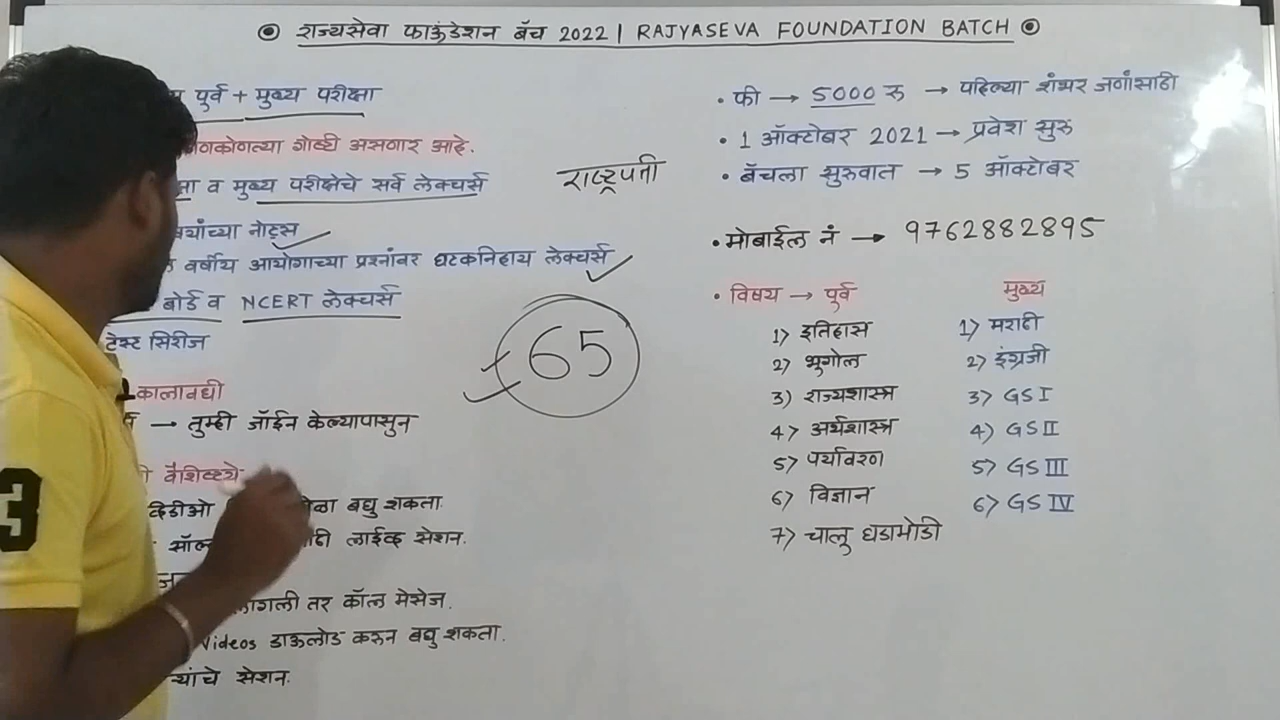 राज्यसेवा फाऊंडेशन बॅच 2022 | RAJYASEVA FOUNDATION BATCH
पुर्व + मुख्य परीक्षा
गोष्टी असणार आहे.
व मुख्य परीक्षेचे सर्व लेक्चर्स
नोट्स
वर्षीय आयोगाच्या प्रश्नांवर घटकनिहाय लेक्चर्स
बोर्ड व NCERT लेक्चर्स
टेस्ट सिरीज
कालावधी
→ तुम्ही जॉईन केल्यापासुन
वैशिष्ट्ये
बघु शकता.
लाईव्ह सेशन.
लागली तर कॉल मेसेज.
Videos डाऊलोड करुन बघु शकता.
सेशन.
राष्ट्रपती
65
• फी → 5000 रु → पहिल्या शंभर जणांसाठी
• 1 ऑक्टोबर 2021 → प्रवेश सुरु
• बॅचला सुरुवात → 5 ऑक्टोबर
• मोबाईल नं → 9762882895
• विषय → पुर्व मुख्य
1) इतिहास 1) मराठी
2) भुगोल 2) इंग्रजी
3) राज्यशास्त्र 3) GS I
4) अर्थशास्त्र 4) GS II
5) पर्यावरण 5) GS III
6) विज्ञान 6) GS IV
7) चालू घडामोडी
3